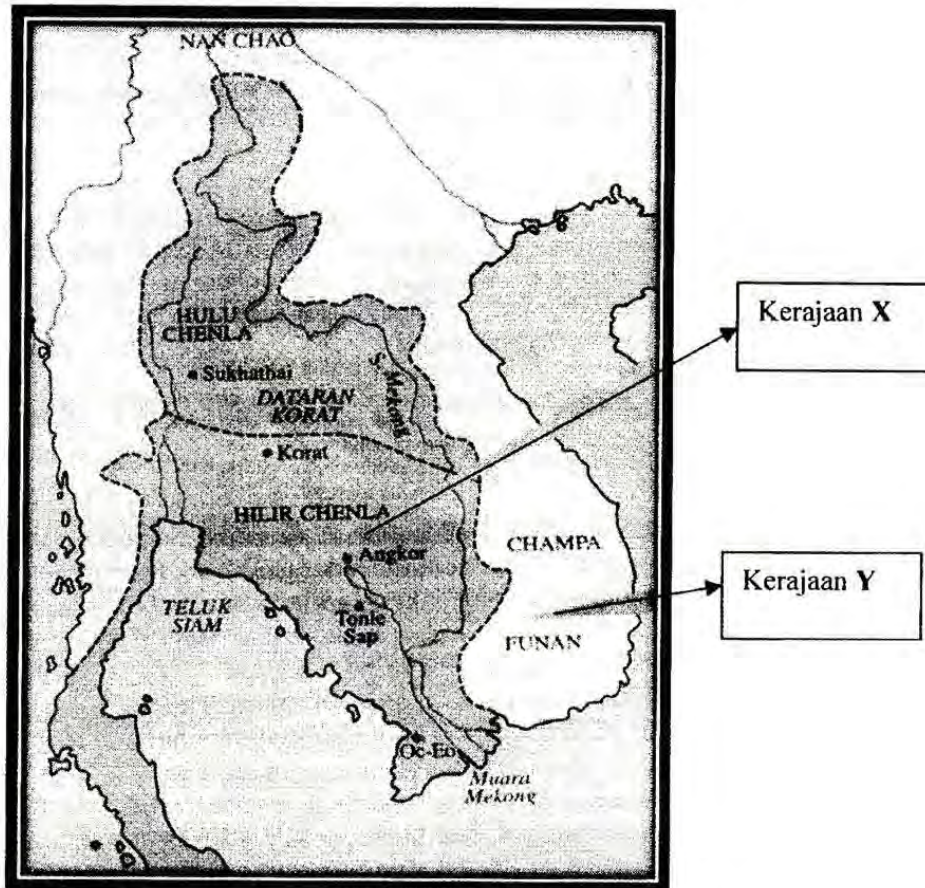 NAN CHAO
HULU
CHENLA
Sukhathai
DATARAN
KORAT
S. Mekong
Korat
HILIR CHENLA
Angkor
TELUK
SIAM
Tonle
Sap
Oc-Eo
Muara
Mekong
CHAMPA
FUNAN
Kerajaan X
Kerajaan Y